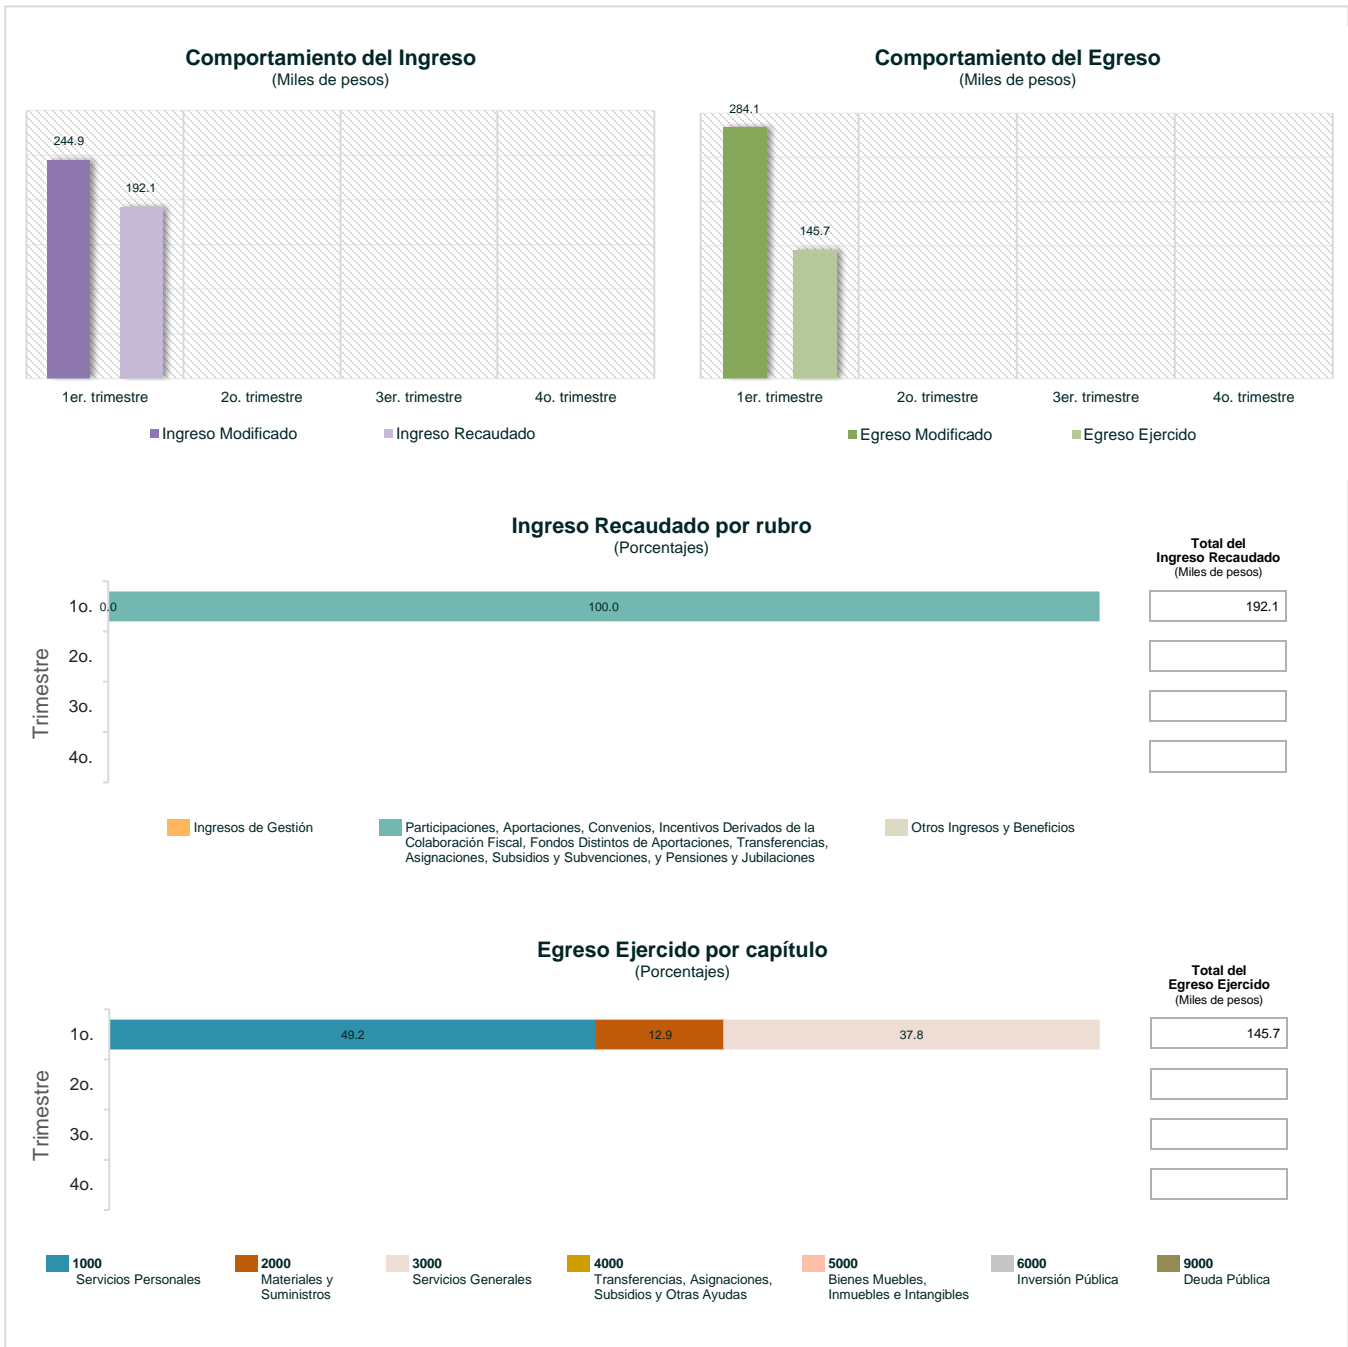 Comportamiento del Ingreso
(Miles de pesos)
244.9
192.1
1er. trimestre
2o. trimestre
3er. trimestre
4o. trimestre
Ingreso Modificado
Ingreso Recaudado
Comportamiento del Egreso
(Miles de pesos)
284.1
145.7
1er. trimestre
2o. trimestre
3er. trimestre
4o. trimestre
Egreso Modificado
Egreso Ejercido
Ingreso Recaudado por rubro
(Porcentajes)
Total del
Ingreso Recaudado
(Miles de pesos)
Trimestre
1o.
0.0
100.0
192.1
2o.
3o.
4o.
Ingresos de Gestión
Participaciones, Aportaciones, Convenios, Incentivos Derivados de la
Colaboración Fiscal, Fondos Distintos de Aportaciones, Transferencias,
Asignaciones, Subsidios y Subvenciones, y Pensiones y Jubilaciones
Otros Ingresos y Beneficios
Egreso Ejercido por capítulo
(Porcentajes)
Total del
Egreso Ejercido
(Miles de pesos)
Trimestre
1o.
49.2
12.9
37.8
145.7
2o.
3o.
4o.
1000
Servicios Personales
2000
Materiales y
Suministros
3000
Servicios Generales
4000
Transferencias, Asignaciones,
Subsidios y Otras Ayudas
5000
Bienes Muebles,
Inmuebles e Intangibles
6000
Inversión Pública
9000
Deuda Pública